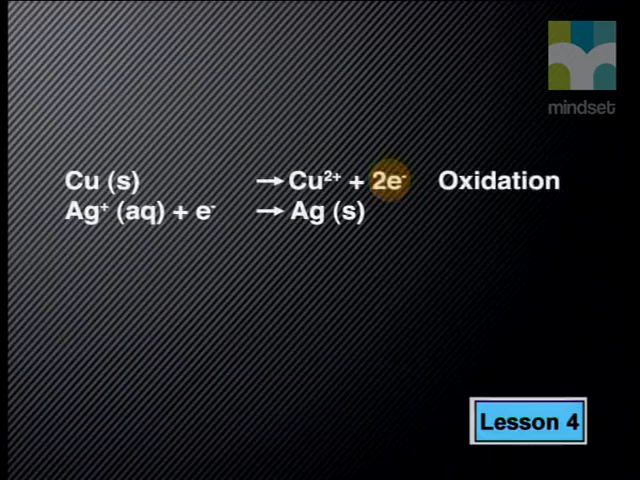 mindset
Cu (s) → Cu²⁺ + 2e⁻ Oxidation
Ag⁺ (aq) + e⁻ → Ag (s)
Lesson 4